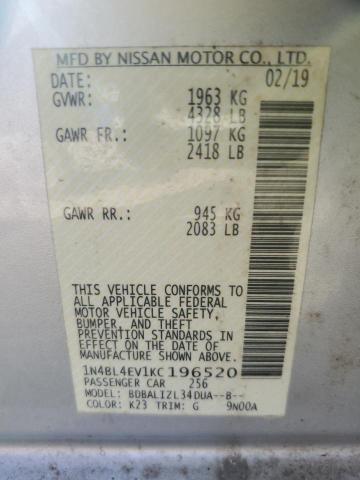 MFD BY NISSAN MOTOR CO., LTD.
DATE: 02/19
GVWR: 1963 KG
4328 LB
GAWR FR.: 1097 KG
2418 LB
GAWR RR.: 945 KG
2083 LB
THIS VEHICLE CONFORMS TO
ALL APPLICABLE FEDERAL
MOTOR VEHICLE SAFETY,
BUMPER, AND THEFT
PREVENTION STANDARDS IN
EFFECT ON THE DATE OF
MANUFACTURE SHOWN ABOVE.
1N4BL4EV1KC196520
PASSENGER CAR 256
MODEL: BDBALIZL34DUA--B--
COLOR: K23 TRIM: G 9N00A